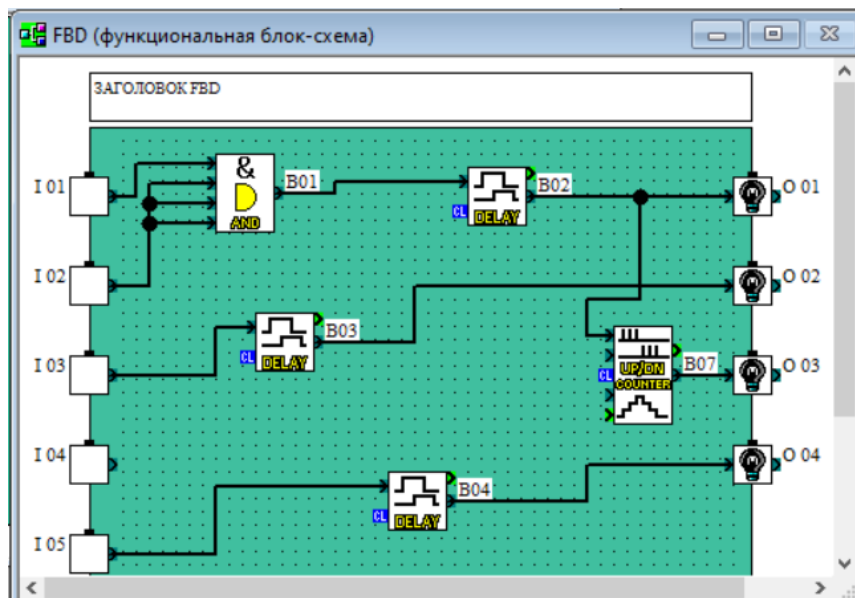 FBD (функциональная блок-схема)
ЗАГОЛОВОК FBD
I 01
&
AND
B01
CL
DELAY
B02
O 01
I 02
O 02
I 03
CL
DELAY
B03
CL
UP/DN
COUNTER
B07
O 03
I 04
CL
DELAY
B04
O 04
I 05